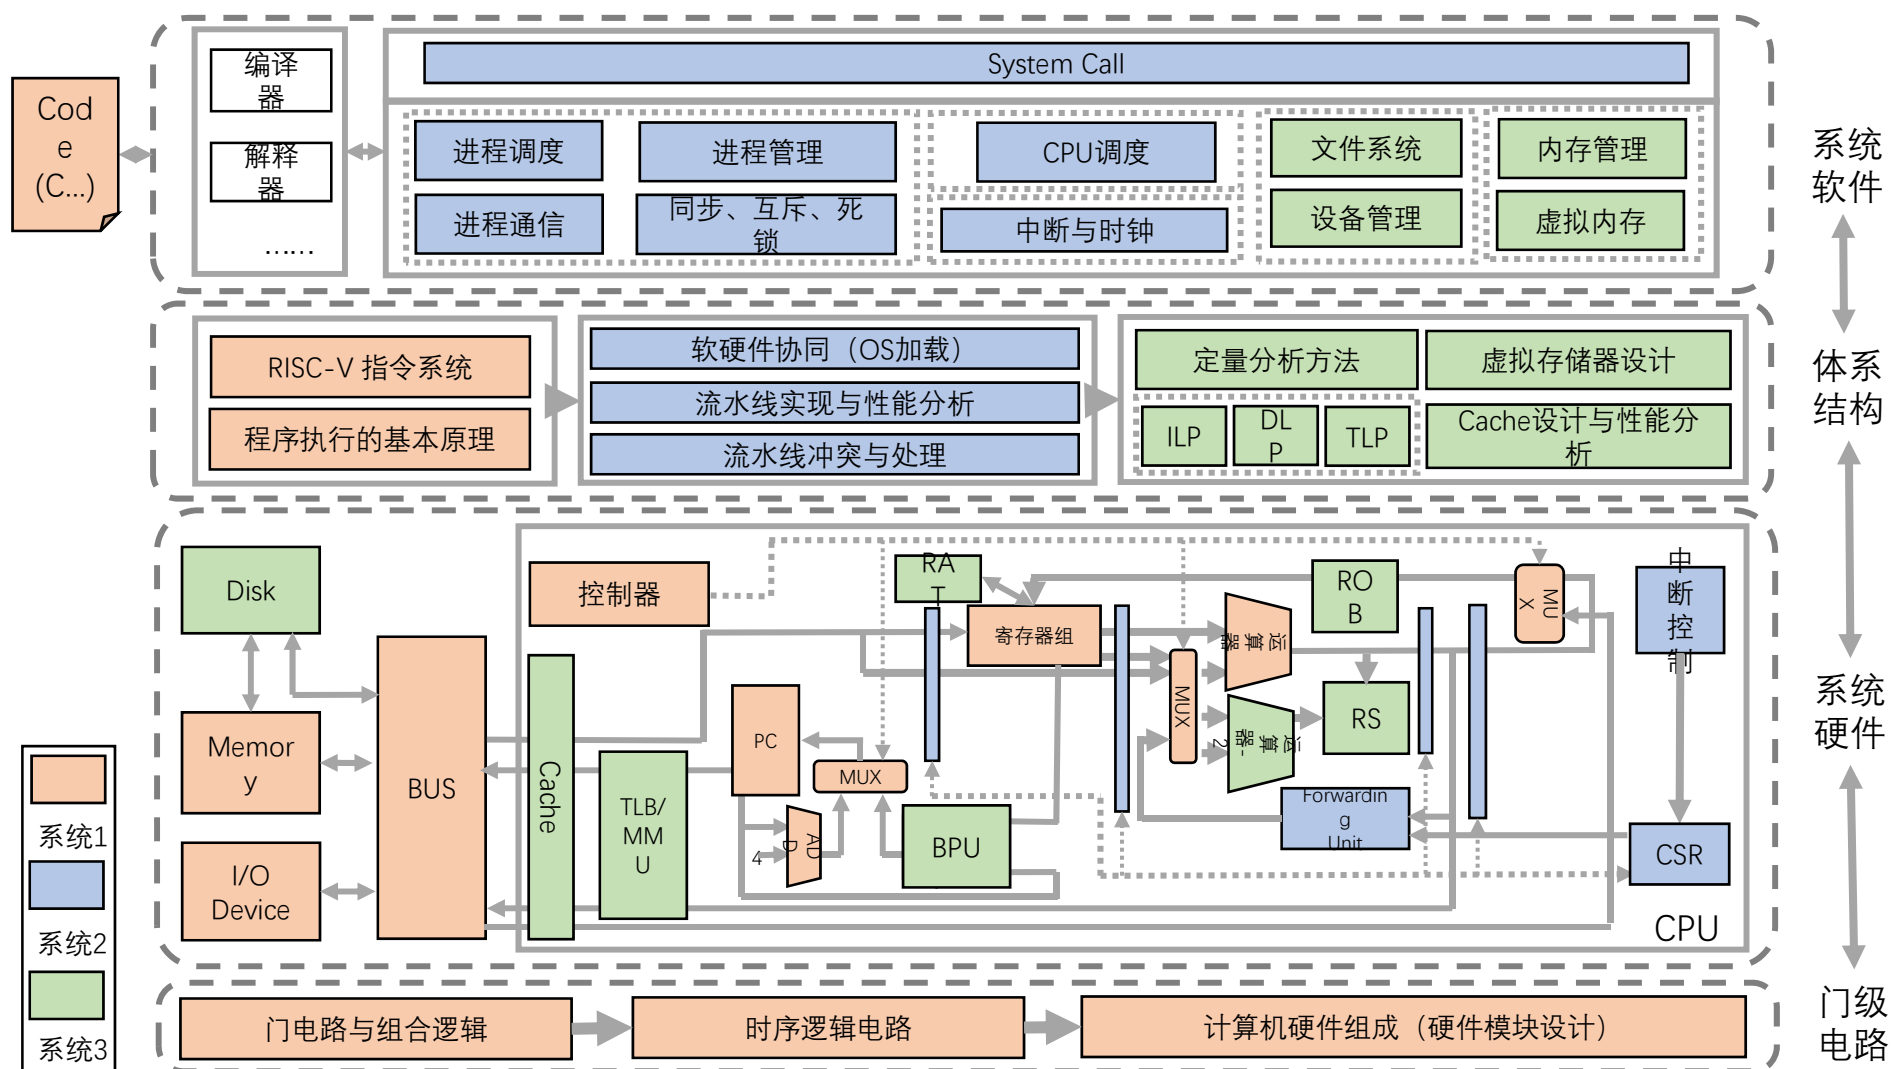 System Call
编译
器
Cod
e
(C...)
解释
器
……
进程调度
进程管理
CPU调度
文件系统
内存管理
进程通信
同步、互斥、死
锁
中断与时钟
设备管理
虚拟内存
系统
软件
RISC-V 指令系统
程序执行的基本原理
软硬件协同（OS加载）
流水线实现与性能分析
流水线冲突与处理
定量分析方法
虚拟存储器设计
ILP
DL
P
TLP
Cache设计与性能分
析
体系
结构
Disk
Memor
y
I/O
Device
BUS
控制器
Cache
TLB/
MM
U
PC
MUX
AD
D
4
BPU
RA
T
寄存器组
MUX
运算
器
运算
器-
2
RO
B
RS
Forwardin
g
Unit
MU
X
中
断
控
制
CSR
CPU
系统
硬件
系统1
系统2
系统3
门电路与组合逻辑
时序逻辑电路
计算机硬件组成（硬件模块设计）
门级
电路